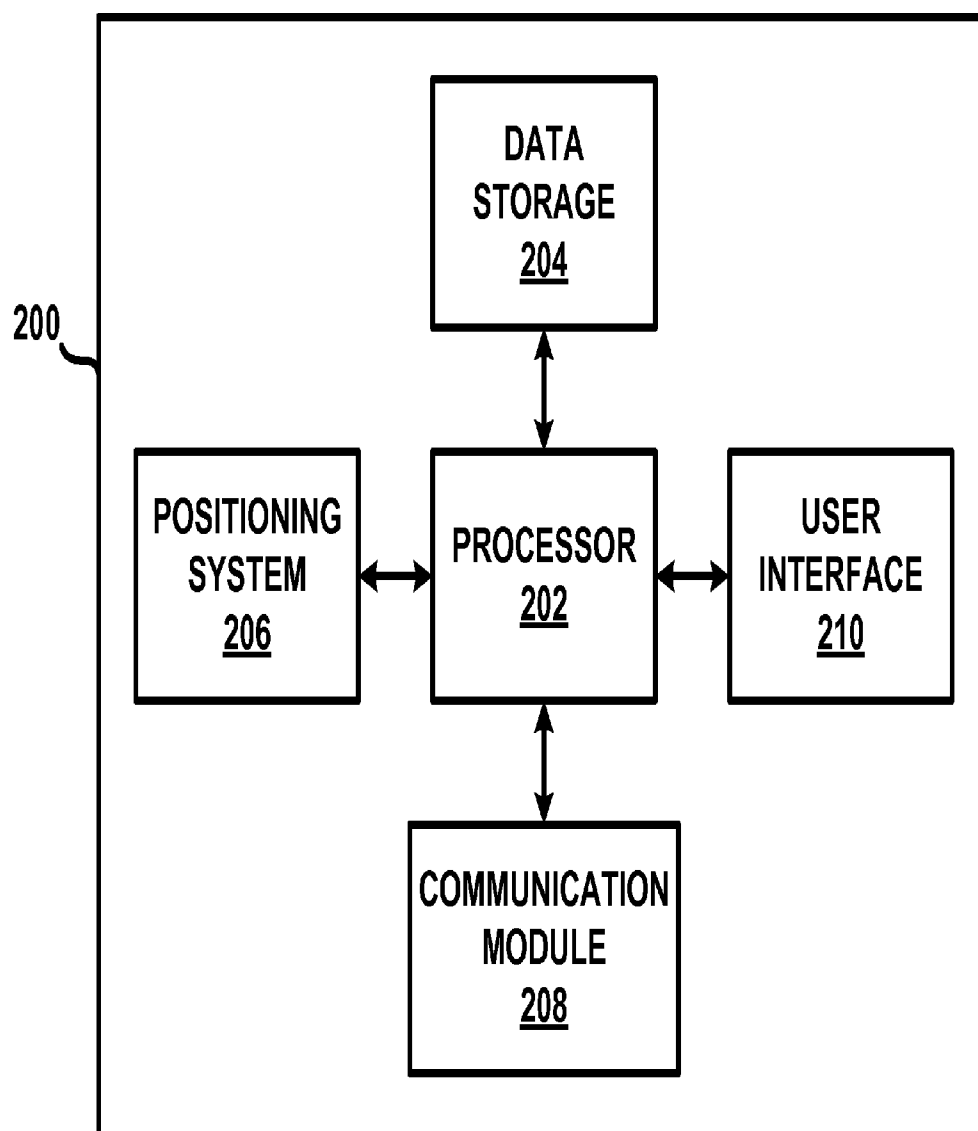 DATA
STORAGE
204
200
POSITIONING
SYSTEM
206
PROCESSOR
202
USER
INTERFACE
210
COMMUNICATION
MODULE
208